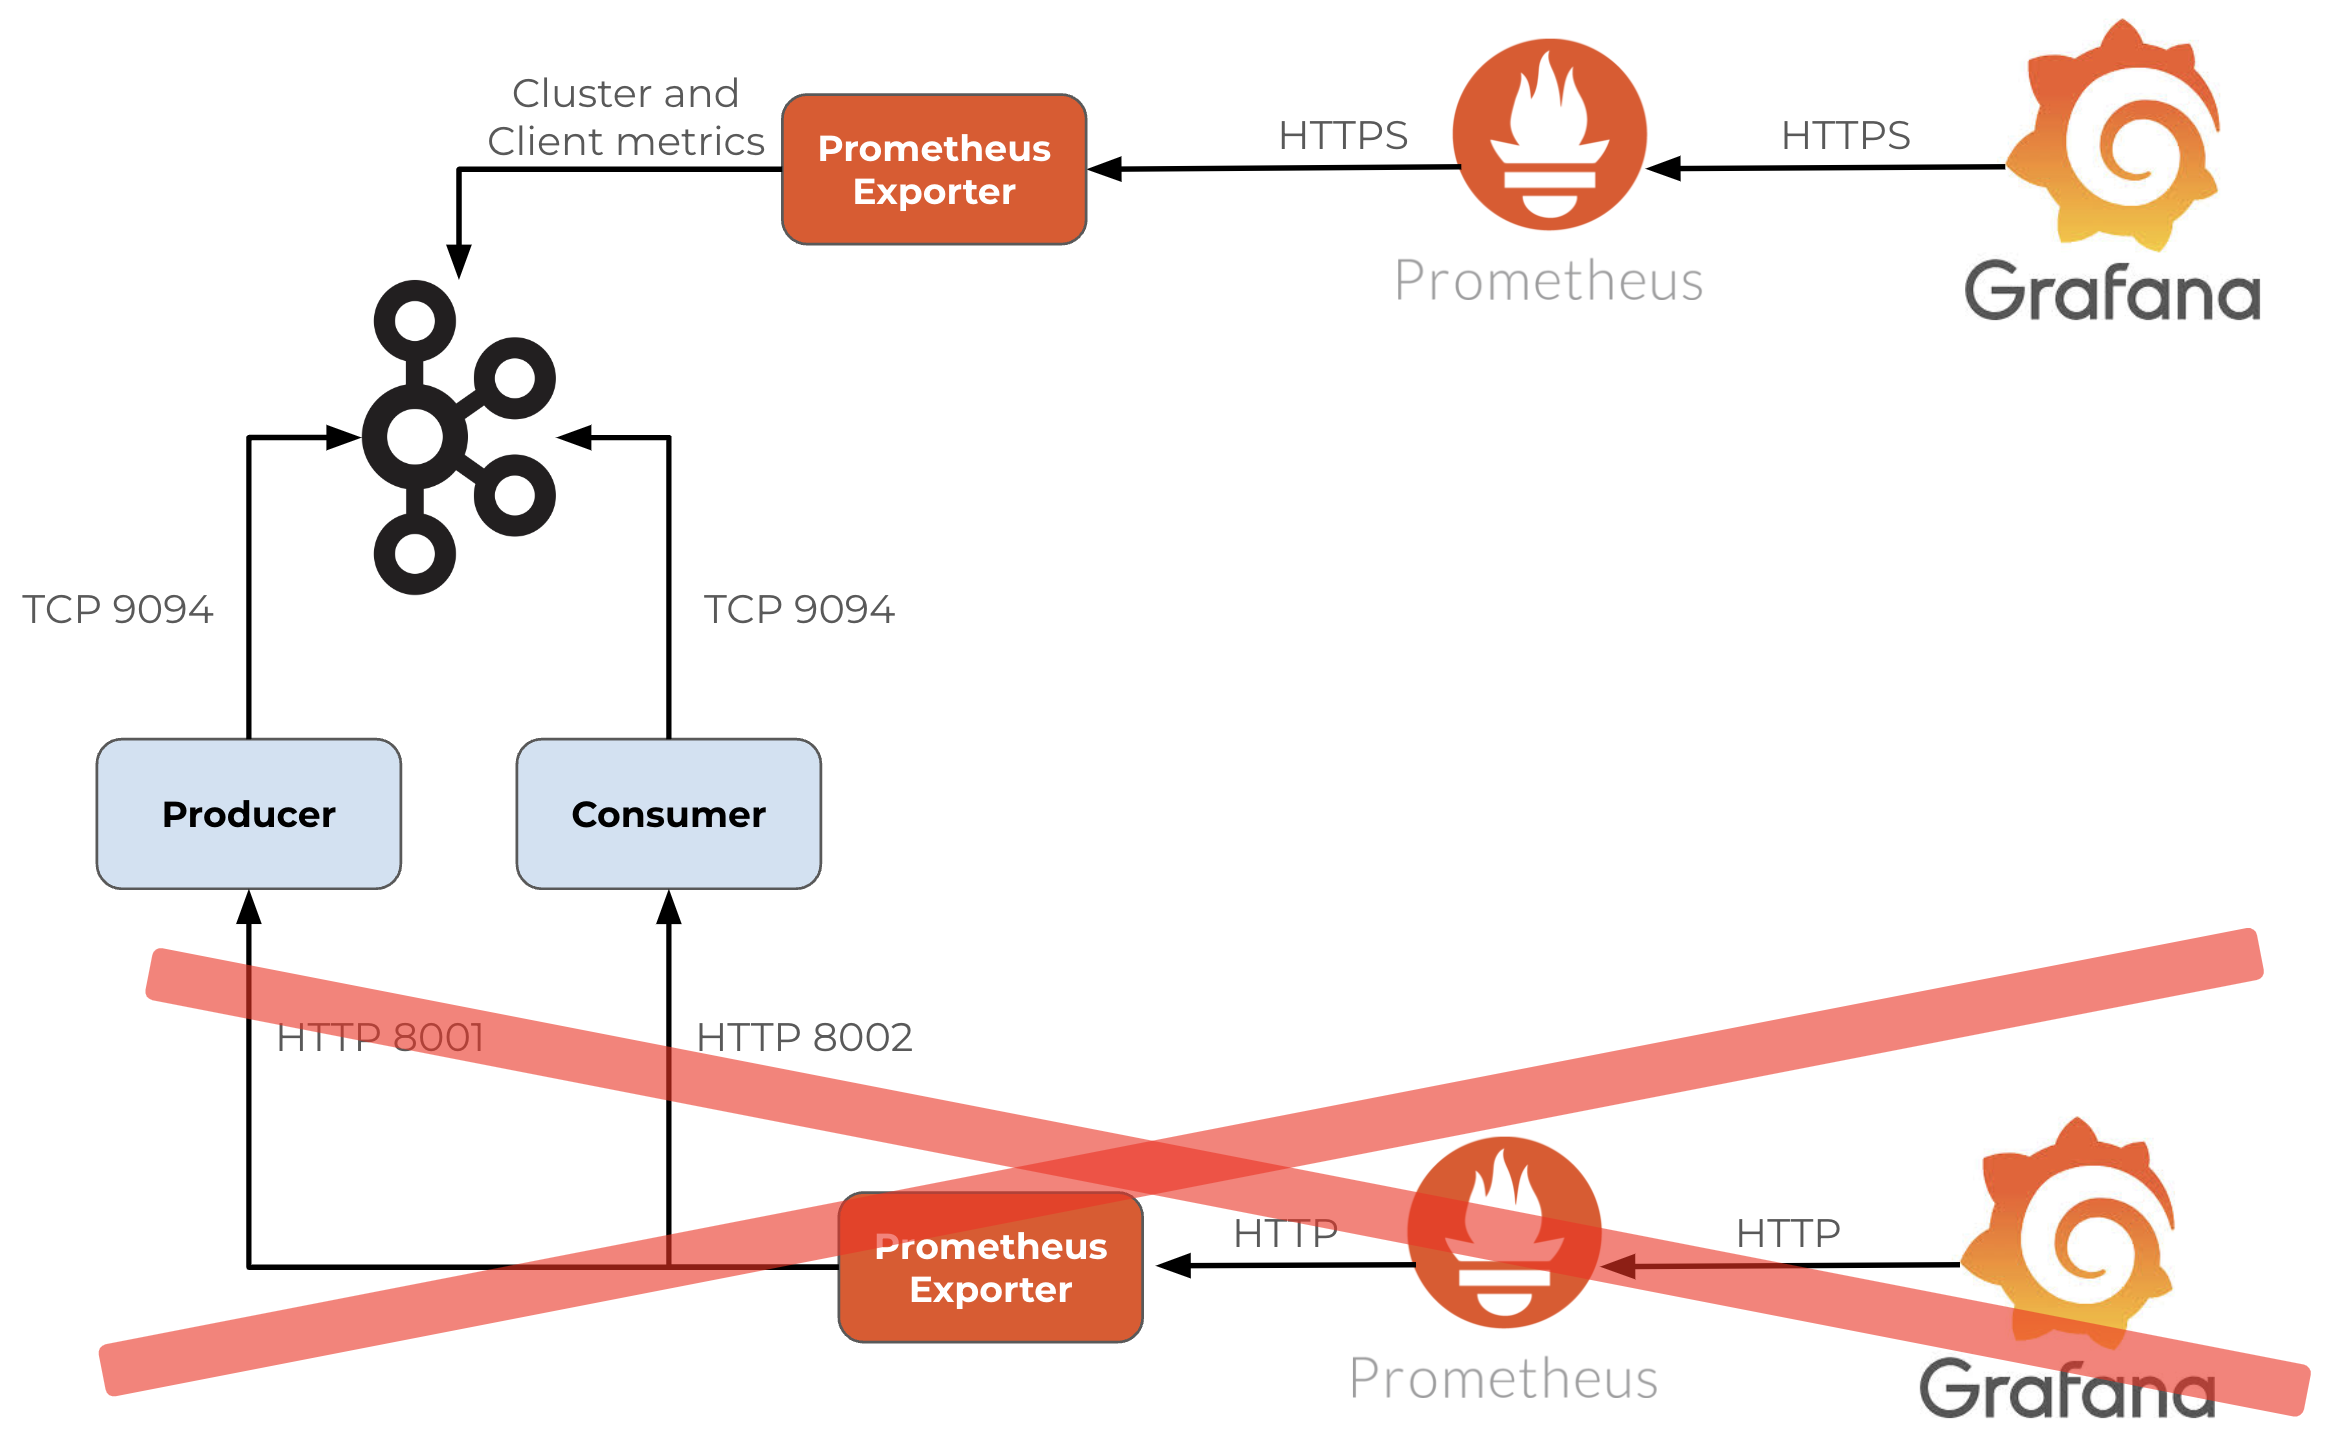 Cluster and
Client metrics
Prometheus
Exporter
HTTPS
HTTPS
Prometheus
Grafana
TCP 9094
TCP 9094
Producer
Consumer
HTTP 8001
HTTP 8002
Prometheus
Exporter
HTTP
HTTP
Prometheus
Grafana